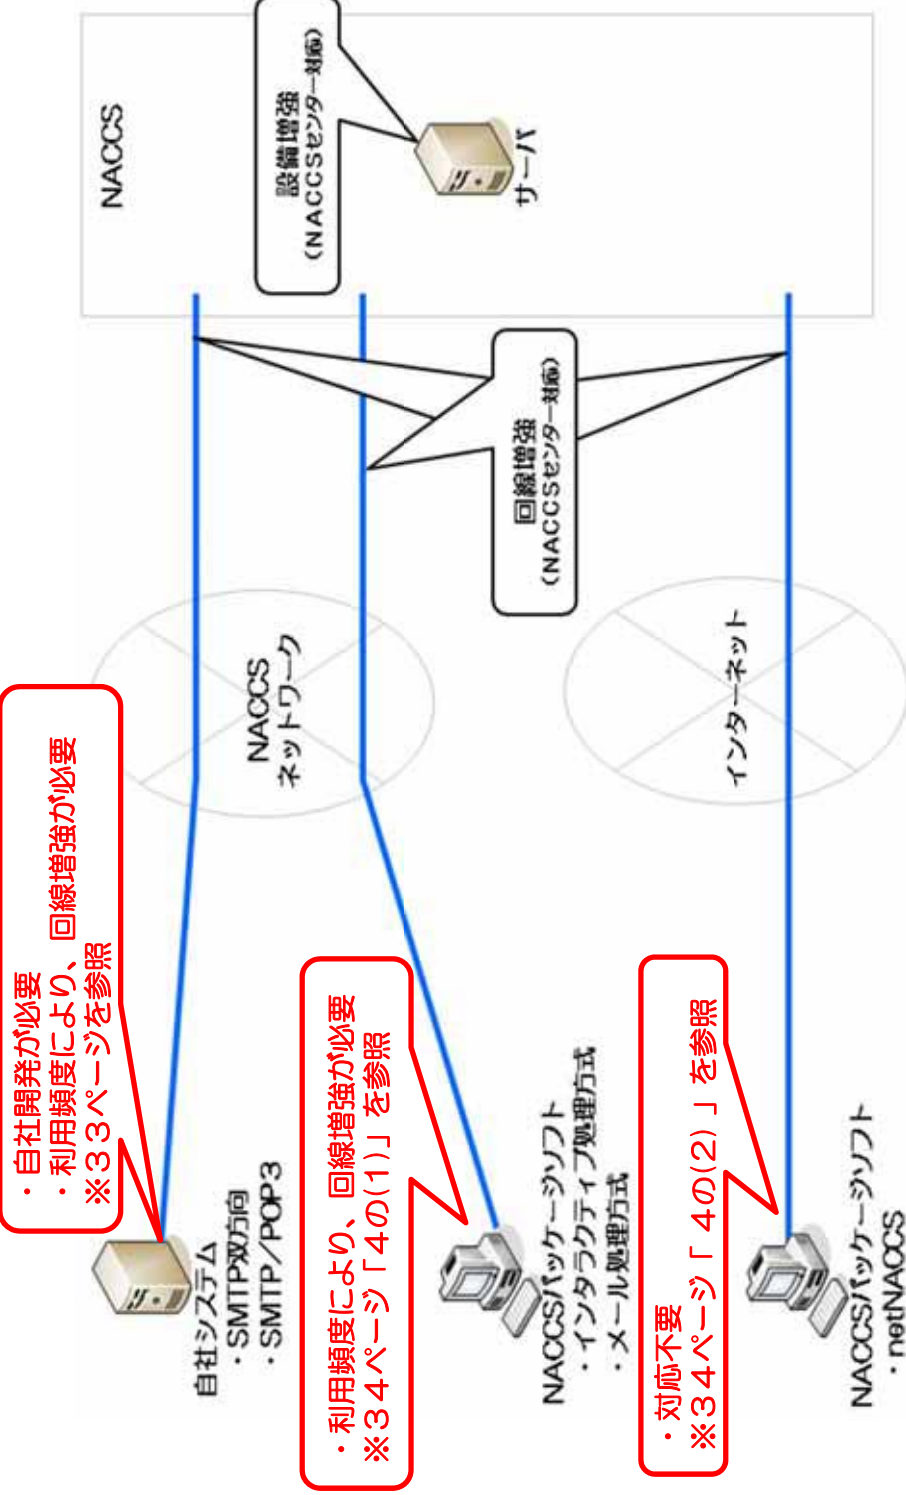 ・自社開発が必要
・利用頻度により、回線増強が必要
※３３ページを参照
自社システム
・SMTP双方向
・SMTP／POP3
NACCS
ネットワーク
NACCS
設備増強
（NACCSセンター対応）
サーバ
・利用頻度により、回線増強が必要
※３４ページ「４の(１)」を参照
NACCSパッケージソフト
・インタラクティブ処理方式
・メール処理方式
回線増強
（NACCSセンター対応）
・対応不要
※３４ページ「４の(２)」を参照
NACCSパッケージソフト
・netNACCS
インターネット